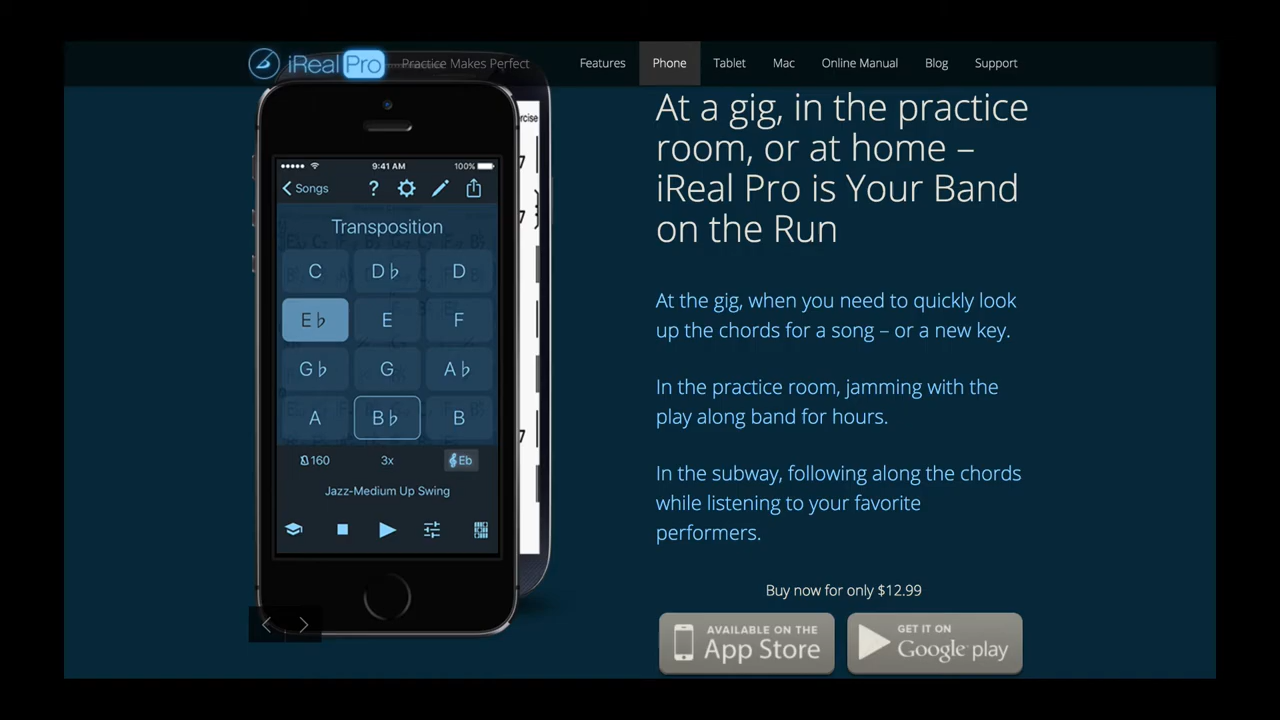 iReal Pro
Practice Makes Perfect
Features
Phone
Tablet
Mac
Online Manual
Blog
Support
rcise
7
7
7
9:41 AM
100%
Songs
?
Transposition
C
D♭
D
E♭
E
F
G♭
G
A♭
A
B♭
B
160
3x
Eb
Jazz-Medium Up Swing
At a gig, in the practice
room, or at home –
iReal Pro is Your Band
on the Run
At the gig, when you need to quickly look
up the chords for a song – or a new key.
In the practice room, jamming with the
play along band for hours.
In the subway, following along the chords
while listening to your favorite
performers.
Buy now for only $12.99
AVAILABLE ON THE
App Store
GET IT ON
Google play